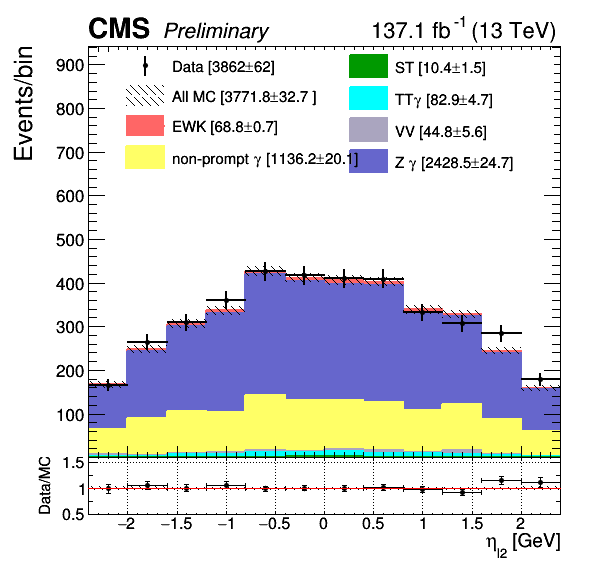 CMS Preliminary 137.1 fb⁻¹ (13 TeV)
Events/bin
Data [3862±62]
All MC [3771.8±32.7 ]
EWK [68.8±0.7]
non-prompt γ [1136.2±20.1]
ST [10.4±1.5]
TTγ [82.9±4.7]
VV [44.8±5.6]
Z γ [2428.5±24.7]
900
800
700
600
500
400
300
200
100
Data/MC
1.5
1
0.5
−2 −1.5 −1 −0.5 0 0.5 1 1.5 2
η_l2 [GeV]